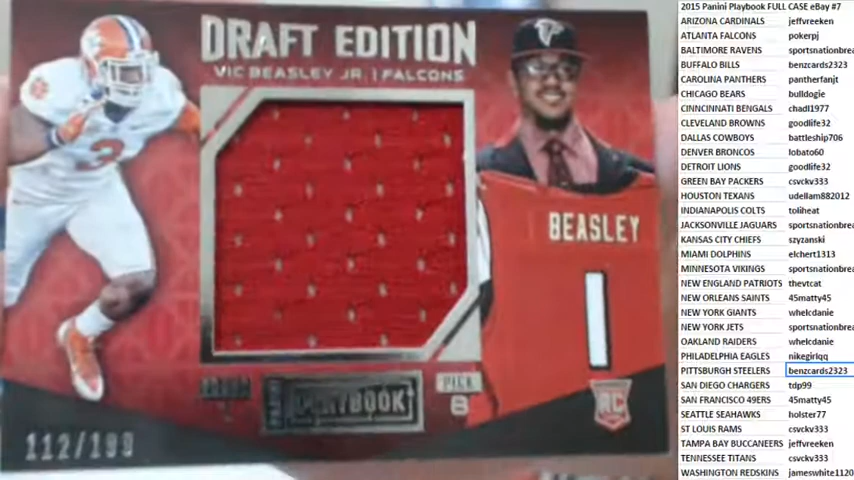 DRAFT EDITION
VIC BEASLEY JR. | FALCONS
3
BEASLEY
1
PICK
8
PLAYBOOK
RC
112/199
2015 Panini Playbook FULL CASE eBay #7
ARIZONA CARDINALS jeffvreeken
ATLANTA FALCONS pokerpj
BALTIMORE RAVENS sportsnationbrea
BUFFALO BILLS benzcards2323
CAROLINA PANTHERS pantherfanjt
CHICAGO BEARS bulldogie
CINNCINNATI BENGALS chadl1977
CLEVELAND BROWNS goodlife32
DALLAS COWBOYS battleship706
DENVER BRONCOS lobato60
DETROIT LIONS goodlife32
GREEN BAY PACKERS csvckv333
HOUSTON TEXANS udellam882012
INDIANAPOLIS COLTS toliheat
JACKSONVILLE JAGUARS sportsnationbrea
KANSAS CITY CHIEFS szyzanski
MIAMI DOLPHINS elchert1313
MINNESOTA VIKINGS sportsnationbrea
NEW ENGLAND PATRIOTS thevtcat
NEW ORLEANS SAINTS 45matty45
NEW YORK GIANTS whelcdanie
NEW YORK JETS sportsnationbrea
OAKLAND RAIDERS whelcdanie
PHILADELPHIA EAGLES nikegirlqq
PITTSBURGH STEELERS benzcards2323
SAN DIEGO CHARGERS tdp99
SAN FRANCISCO 49ERS 45matty45
SEATTLE SEAHAWKS holster77
ST LOUIS RAMS csvckv333
TAMPA BAY BUCCANEERS jeffvreeken
TENNESSEE TITANS csvckv333
WASHINGTON REDSKINS jameswhite1120